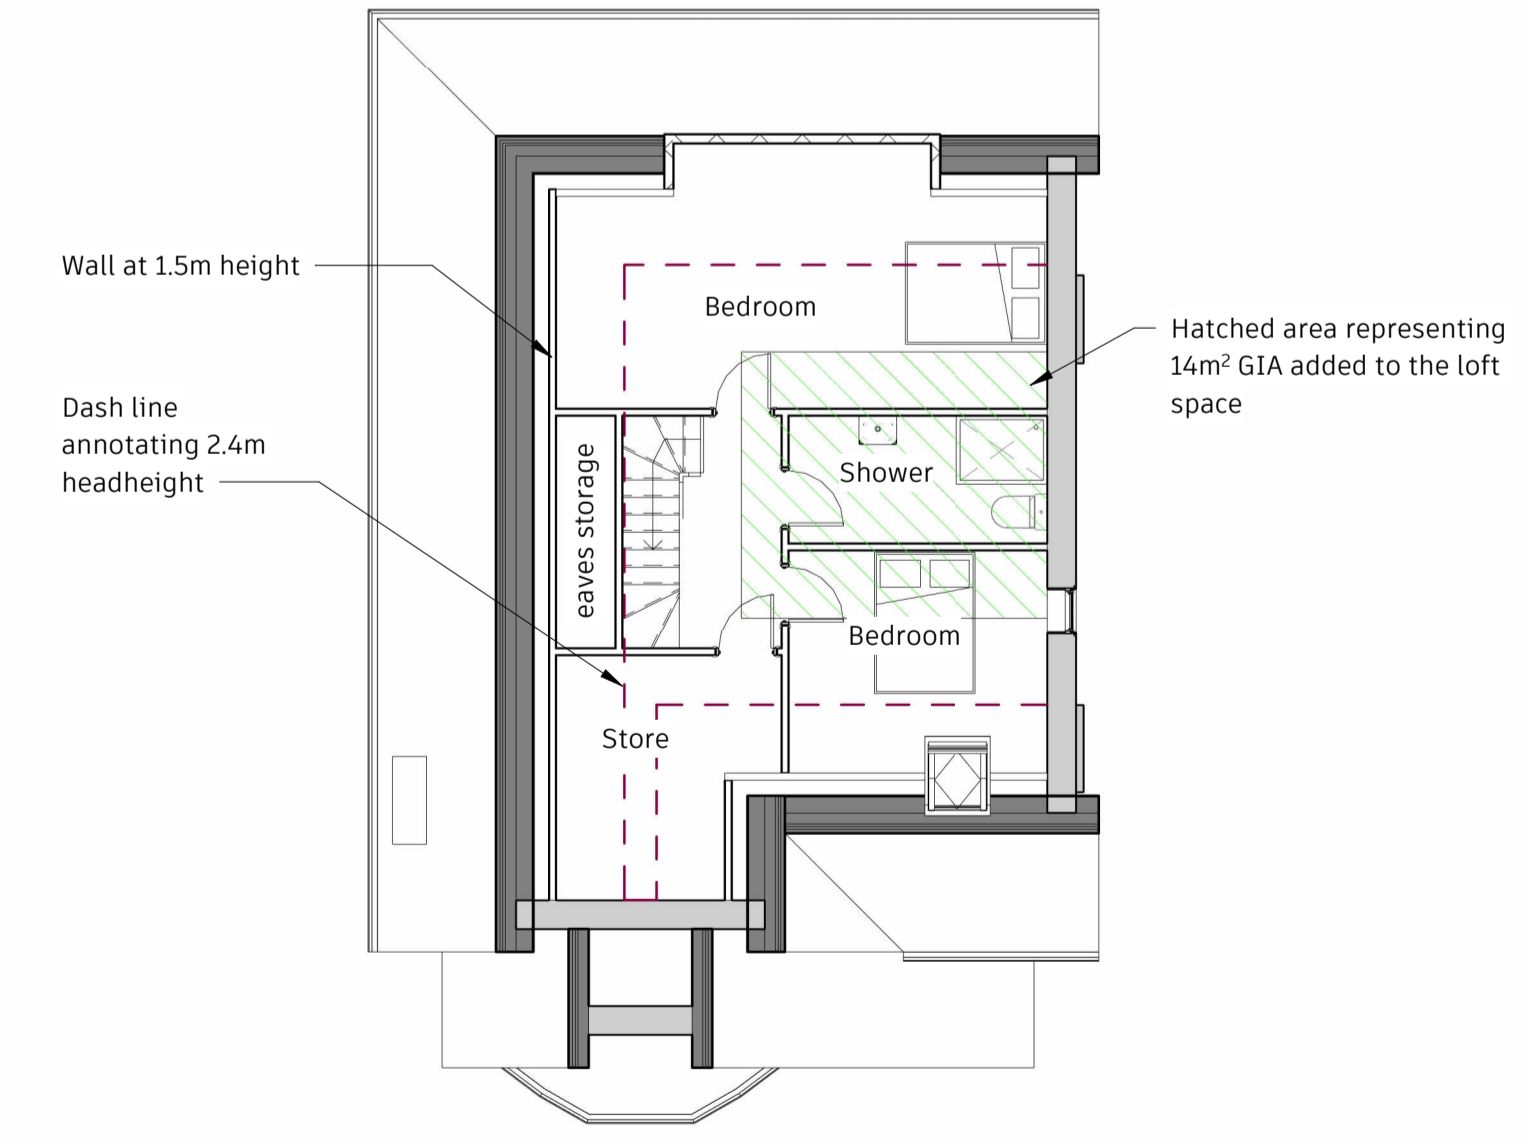 Wall at 1.5m height
Dash line
annotating 2.4m
headheight
Bedroom
Hatched area representing
14m² GIA added to the loft
space
eaves storage
Shower
Bedroom
Store